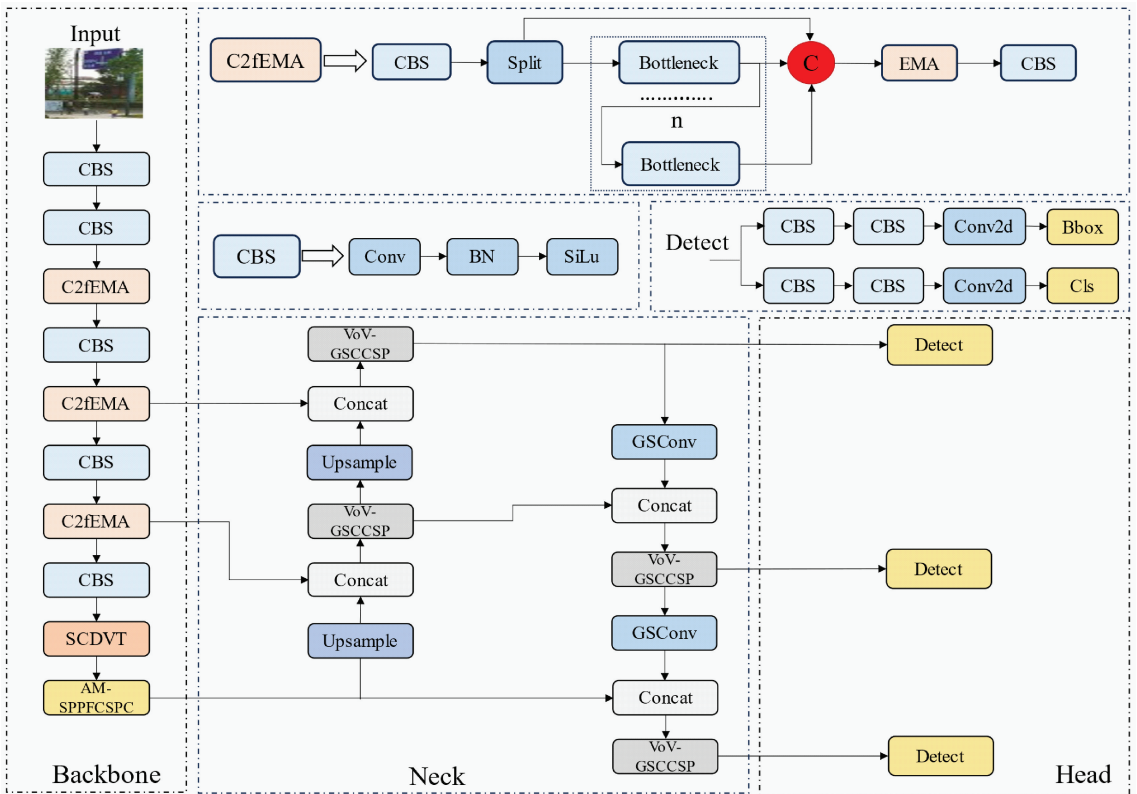 Input
CBS
CBS
C2fEMA
CBS
C2fEMA
CBS
C2fEMA
CBS
SCDVT
AM-
SPPFCSPC
Backbone
C2fEMA
CBS
Split
Bottleneck
C
EMA
CBS
.............
n
Bottleneck
CBS
Conv
BN
SiLu
Detect
CBS
CBS
Conv2d
Bbox
CBS
CBS
Conv2d
Cls
VoV-
GSCCSP
Concat
Upsample
VoV-
GSCCSP
Concat
Upsample
GSConv
Concat
VoV-
GSCCSP
GSConv
Concat
VoV-
GSCCSP
Neck
Detect
Detect
Detect
Head